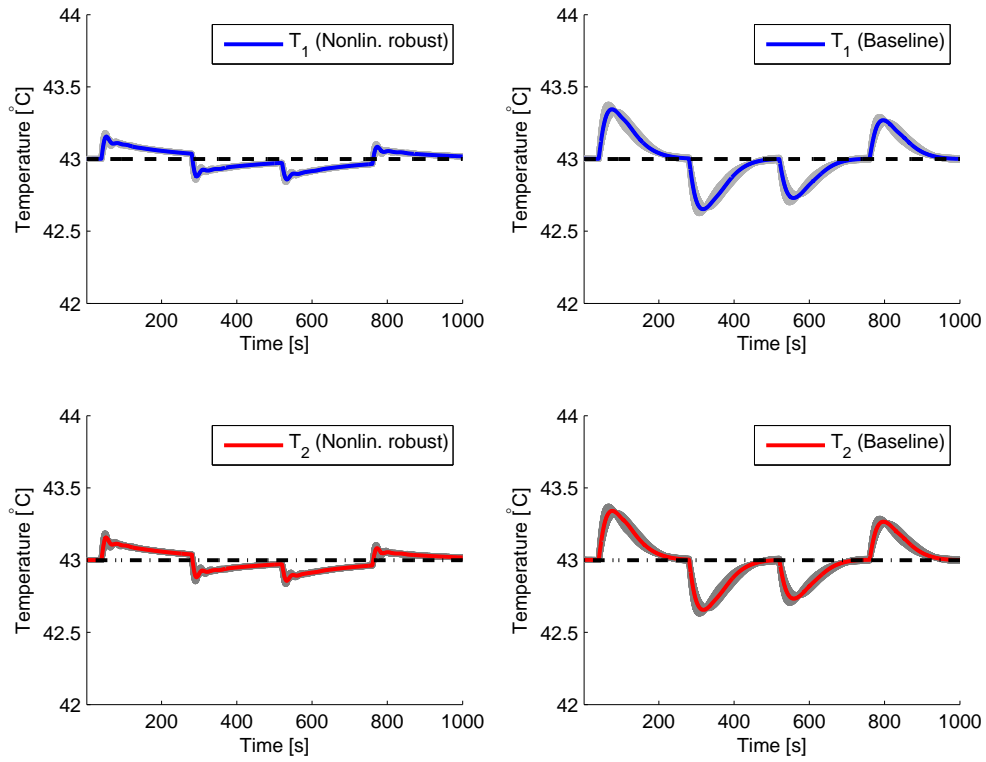 44
43.5
43
42.5
42
Temperature [°C]
T1 (Nonlin. robust)
200 400 600 800 1000
Time [s]
44
43.5
43
42.5
42
Temperature [°C]
T1 (Baseline)
200 400 600 800 1000
Time [s]
44
43.5
43
42.5
42
Temperature [°C]
T2 (Nonlin. robust)
200 400 600 800 1000
Time [s]
44
43.5
43
42.5
42
Temperature [°C]
T2 (Baseline)
200 400 600 800 1000
Time [s]